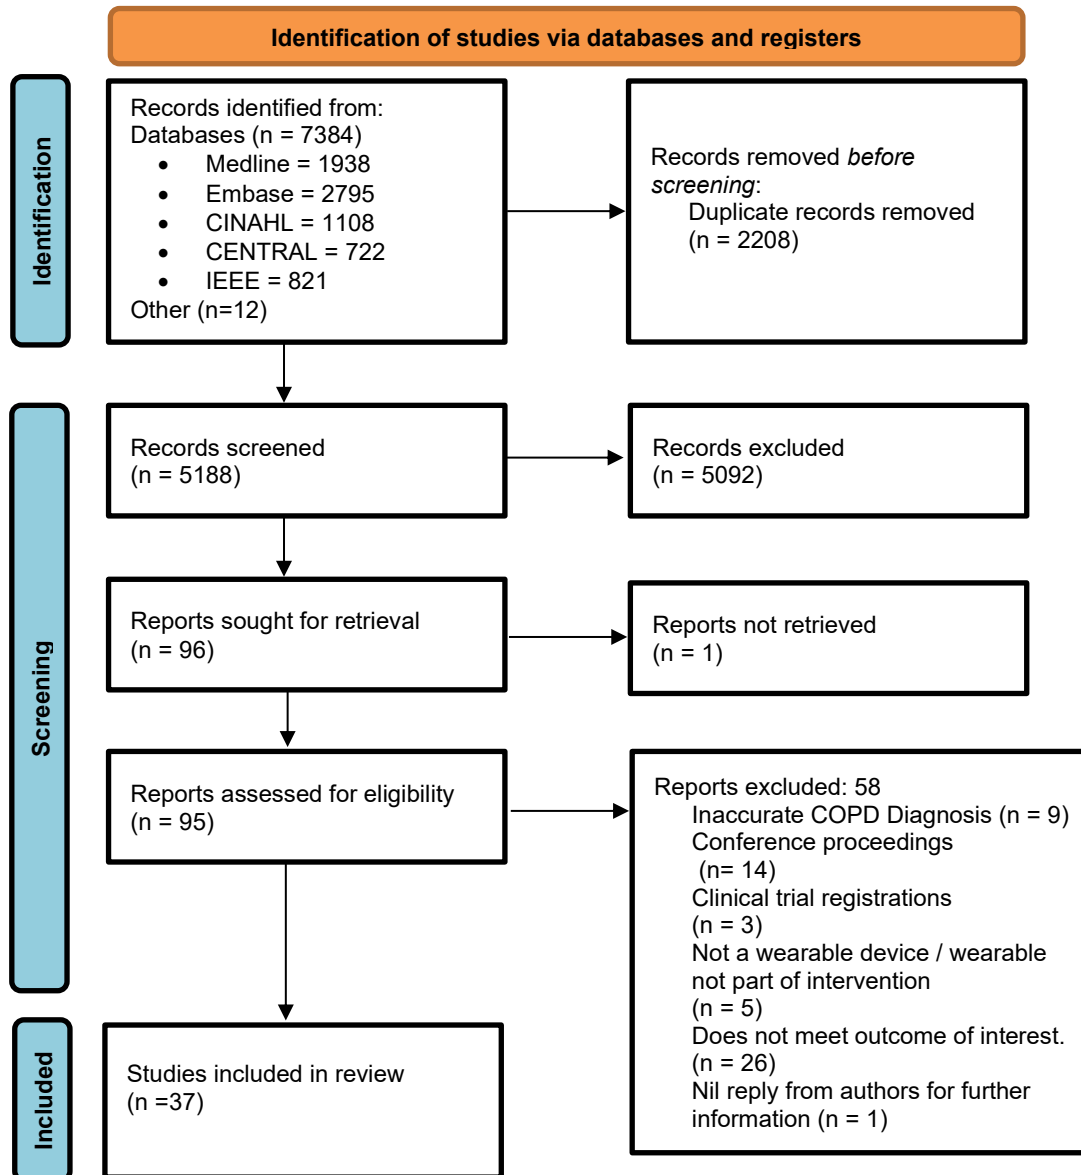 Identification of studies via databases and registers
Identification
Records identified from:
Databases (n = 7384)
• Medline = 1938
• Embase = 2795
• CINAHL = 1108
• CENTRAL = 722
• IEEE = 821
Other (n=12)
Records removed before
screening:
Duplicate records removed
(n = 2208)
Screening
Records screened
(n = 5188)
Records excluded
(n = 5092)
Reports sought for retrieval
(n = 96)
Reports not retrieved
(n = 1)
Reports assessed for eligibility
(n = 95)
Reports excluded: 58
Inaccurate COPD Diagnosis (n = 9)
Conference proceedings
(n= 14)
Clinical trial registrations
(n = 3)
Not a wearable device / wearable
not part of intervention
(n = 5)
Does not meet outcome of interest.
(n = 26)
Nil reply from authors for further
information (n = 1)
Included
Studies included in review
(n =37)